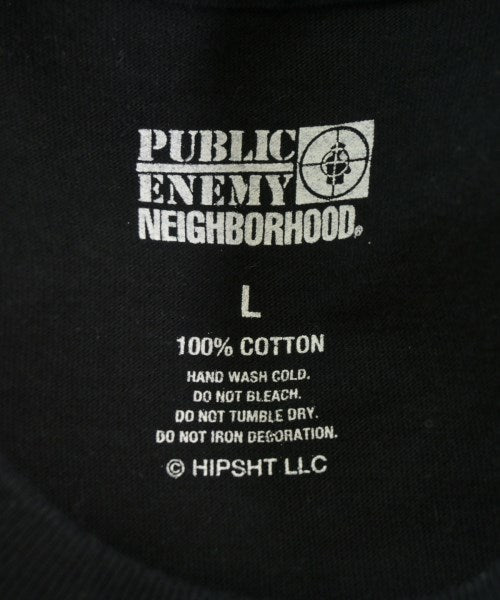 PUBLIC
ENEMY
NEIGHBORHOOD®
L
100% COTTON
HAND WASH COLD.
DO NOT BLEACH.
DO NOT TUMBLE DRY.
DO NOT IRON DECORATION.
© HIPSHT LLC